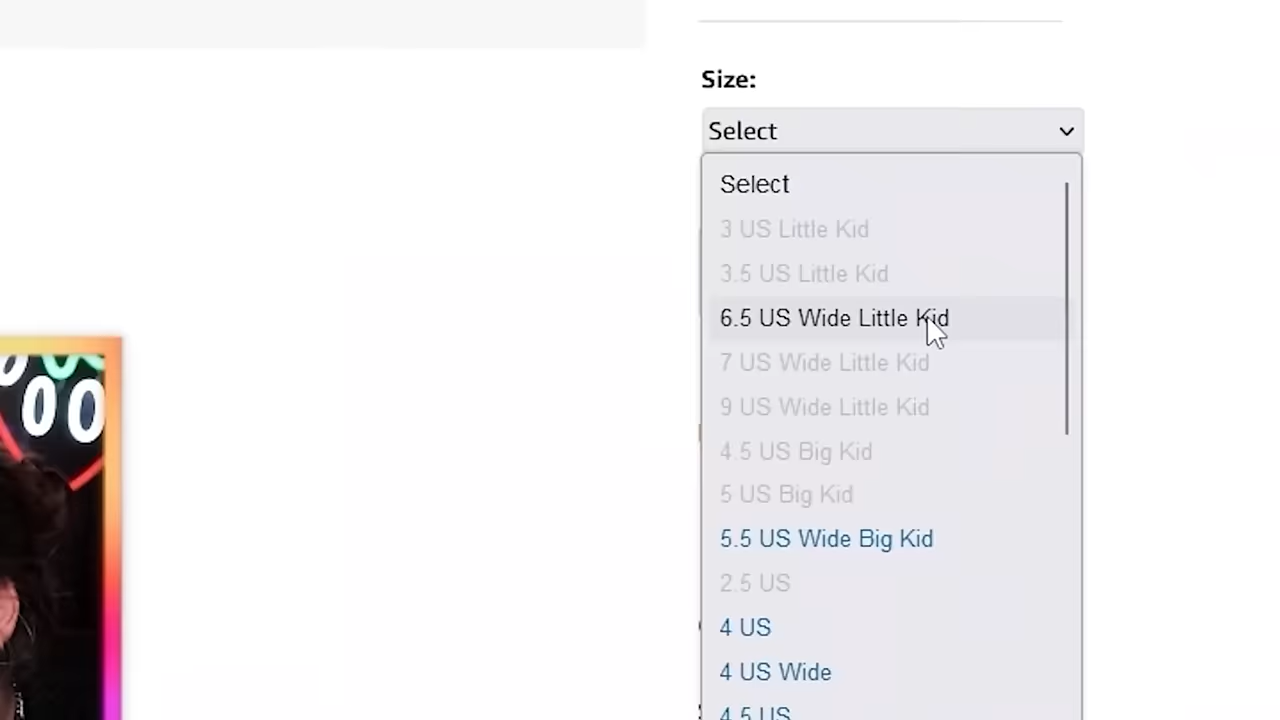 Size:
Select
Select
3 US Little Kid
3.5 US Little Kid
6.5 US Wide Little Kid
7 US Wide Little Kid
9 US Wide Little Kid
4.5 US Big Kid
5 US Big Kid
5.5 US Wide Big Kid
2.5 US
4 US
4 US Wide
4.5 US
00